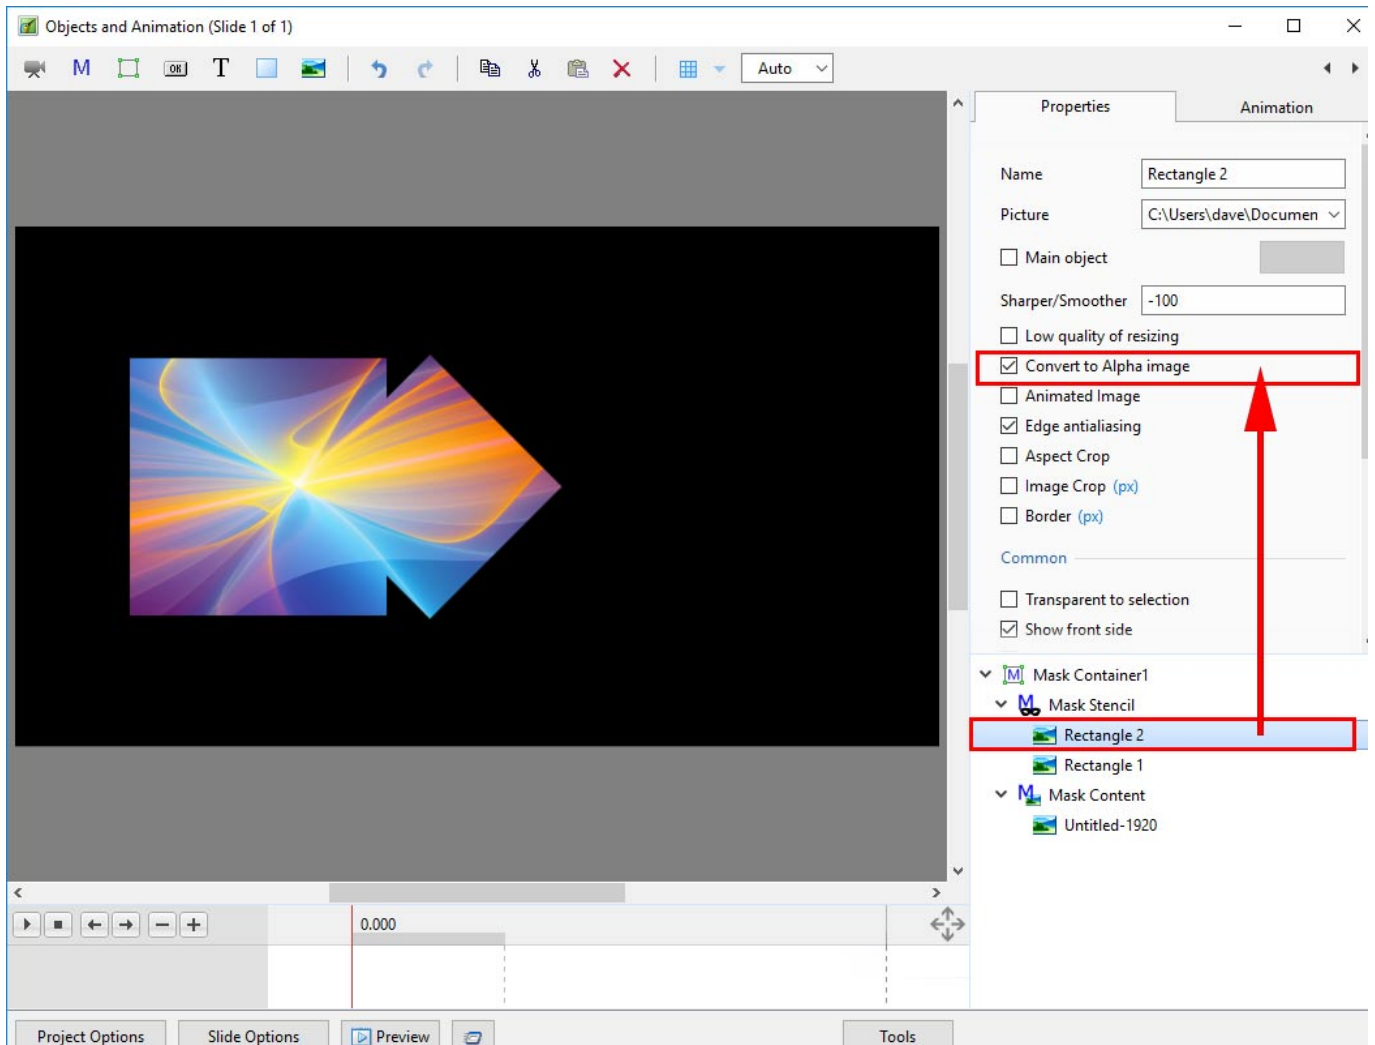 Objects and Animation (Slide 1 of 1)
M OK T Auto
Properties Animation
Name Rectangle 2
Picture C:\Users\dave\Documen
Main object
Sharper/Smoother -100
Low quality of resizing
Convert to Alpha image
Animated Image
Edge antialiasing
Aspect Crop
Image Crop (px)
Border (px)
Common
Transparent to selection
Show front side
M Mask Container1
M Mask Stencil
Rectangle 2
Rectangle 1
M Mask Content
Untitled-1920
0.000
Project Options Slide Options Preview Tools